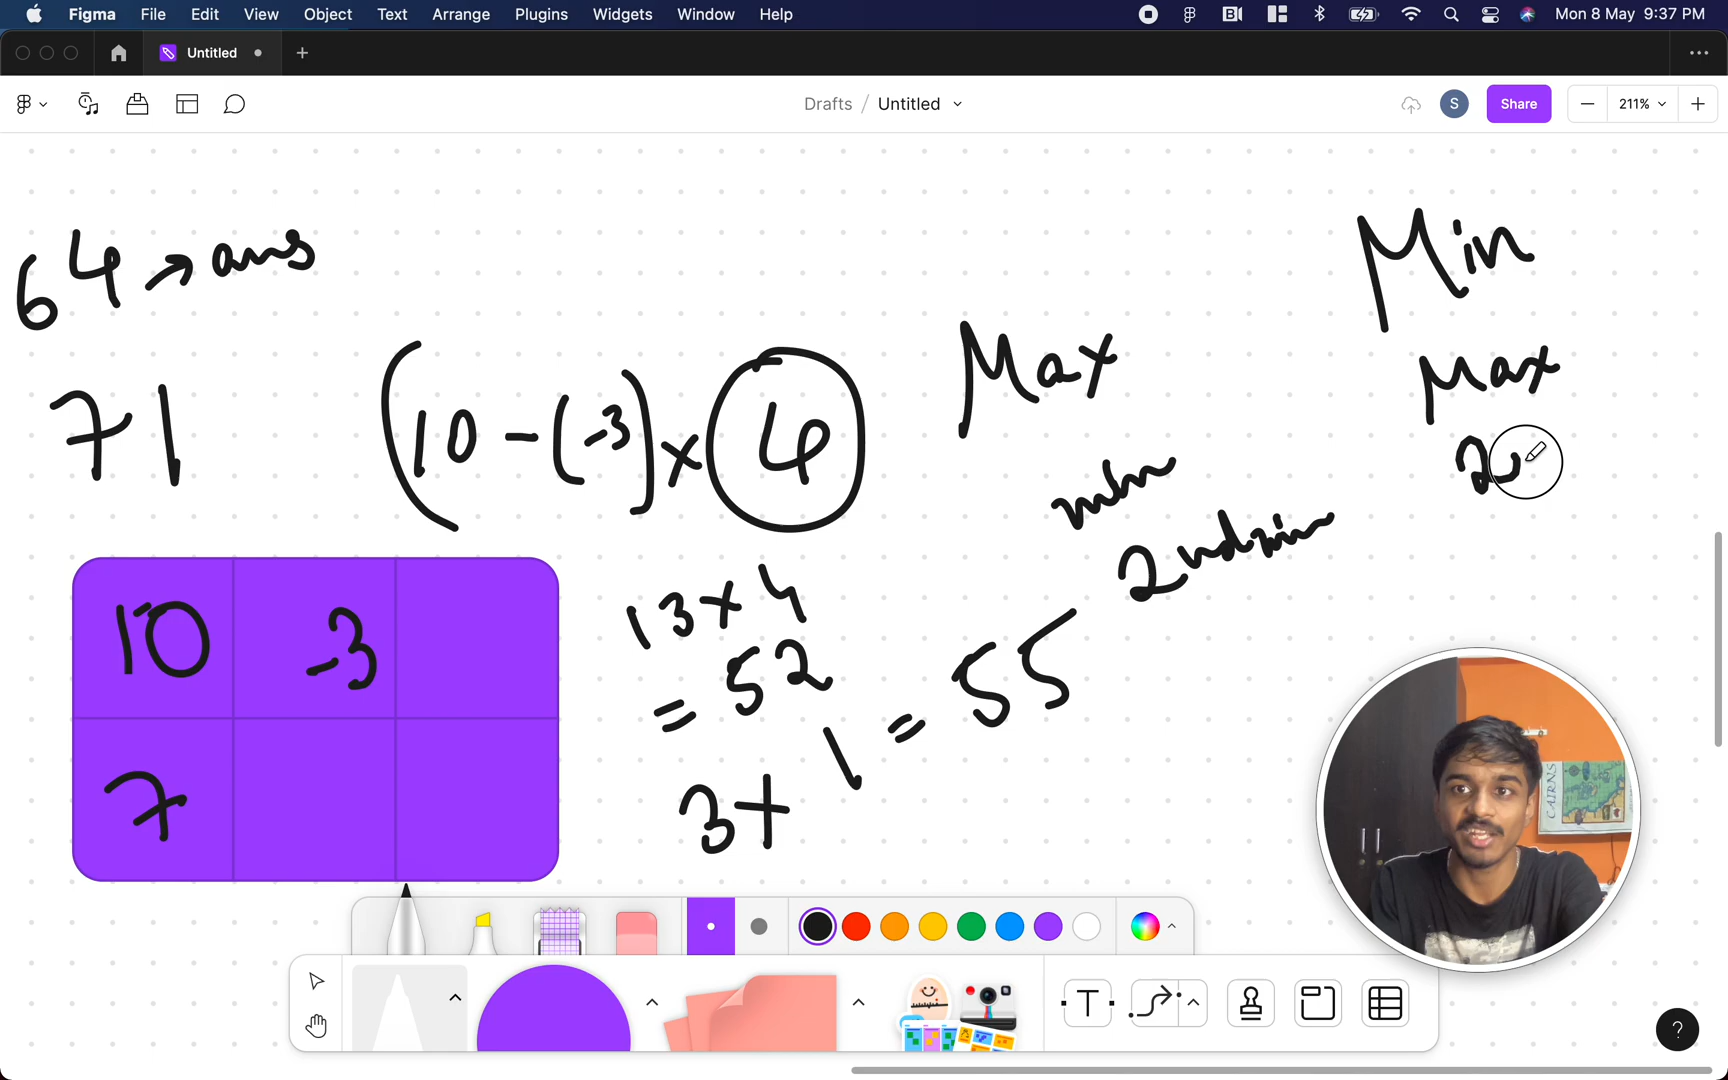 Figma File Edit View Object Text Arrange Plugins Widgets Window Help Mon 8 May 9:37 PM
Untitled
Drafts / Untitled S Share 211%
Min
64 → ans
Max
Max
71 (10 - (-3) × 4
min
2
2nd min
10 -3
13 × 4
= 52
7
3 + 1 = 55
CAIRNS
T
?